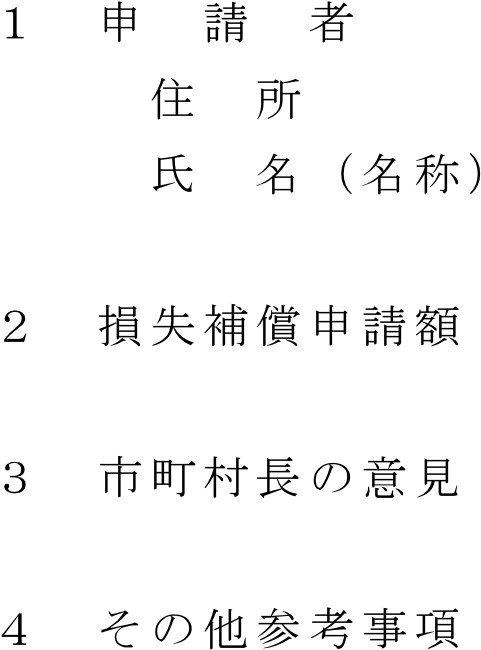 １　申　請　者
　　住　所
　　氏　名（名称）
２　損失補償申請額
３　市町村長の意見
４　その他参考事項